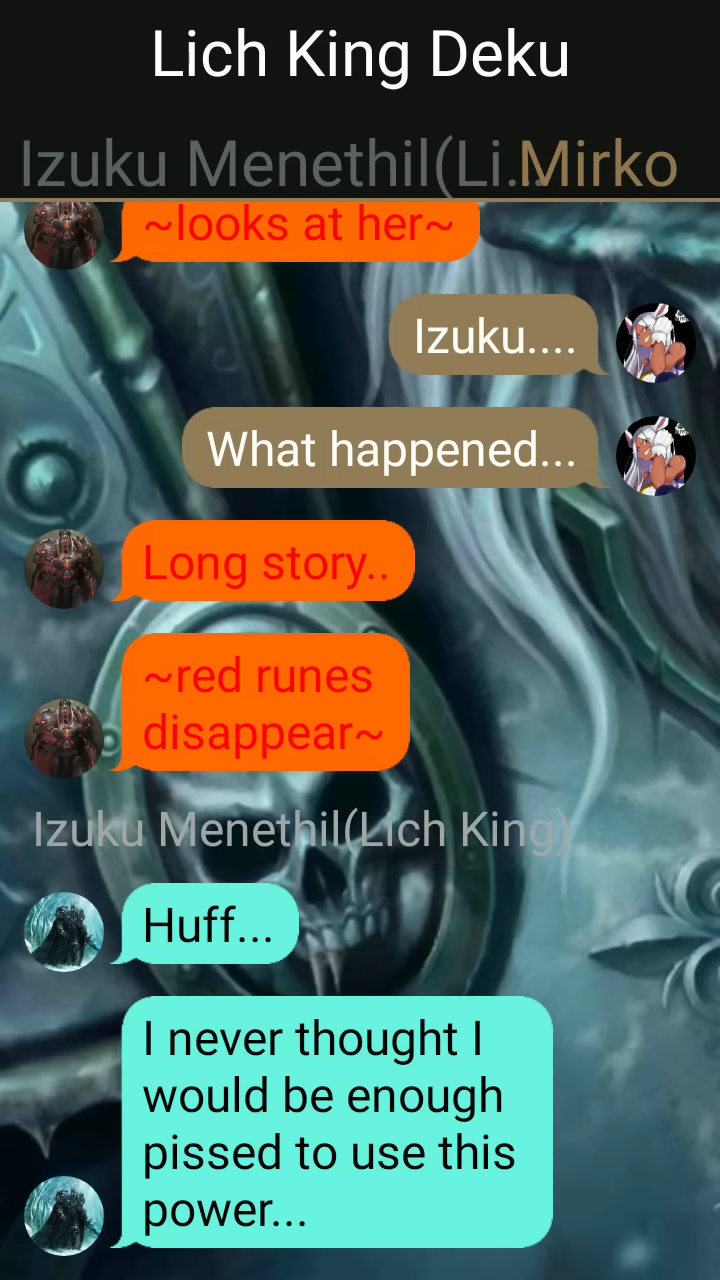 Lich King Deku
Izuku Menethil(Li...
Mirko
~looks at her~
Izuku....
What happened...
Long story..
~red runes
disappear~
Izuku Menethil(Lich King)
Huff...
I never thought I
would be enough
pissed to use this
power...